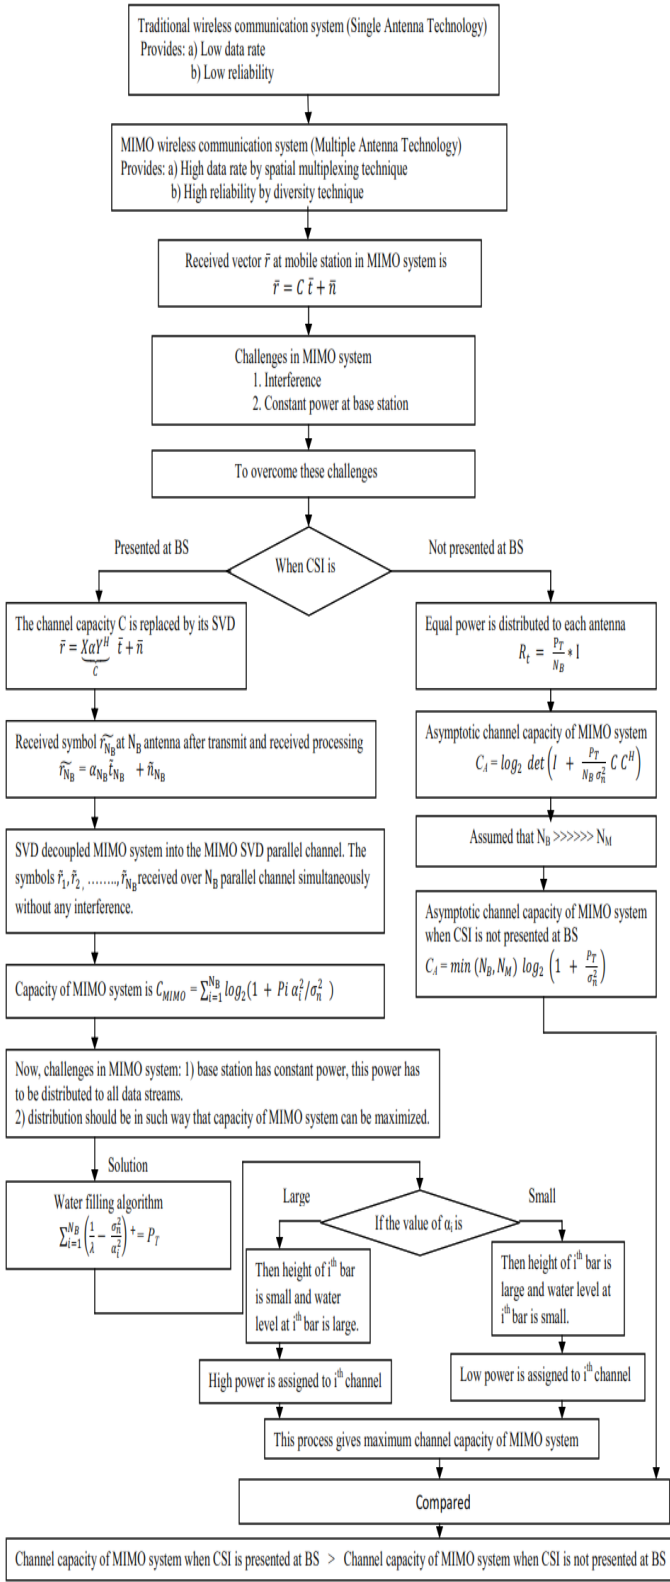 Traditional wireless communication system (Single Antenna Technology)
Provides: a) Low data rate
b) Low reliability
MIMO wireless communication system (Multiple Antenna Technology)
Provides: a) High data rate by spatial multiplexing technique
b) High reliability by diversity technique
Received vector r̄ at mobile station in MIMO system is
r̄ = C t̄ + n̄
Challenges in MIMO system
1. Interference
2. Constant power at base station
To overcome these challenges
When CSI is
Presented at BS
The channel capacity C is replaced by its SVD
r̄ = XαY^H t̄ + n̄
C
Received symbol r̃_NB at N_B antenna after transmit and received processing
r̃_NB = α_NB t̃_NB + ñ_NB
SVD decoupled MIMO system into the MIMO SVD parallel channel. The
symbols r̃_1, r̃_2, ........, r̃_NB received over N_B parallel channel simultaneously
without any interference.
Capacity of MIMO system is C_MIMO = ∑_{i=1}^{N_B} log_2(1 + Pi α_i^2/σ_n^2 )
Now, challenges in MIMO system: 1) base station has constant power, this power has
to be distributed to all data streams.
2) distribution should be in such way that capacity of MIMO system can be maximized.
Solution
Water filling algorithm
∑_{i=1}^{N_B} (1/λ − σ_n^2/α_i^2)^+ = P_T
If the value of α_i is
Large
Then height of i^th bar
is small and water
level at i^th bar is large.
High power is assigned to i^th channel
Small
Then height of i^th bar is
large and water level at
i^th bar is small.
Low power is assigned to i^th channel
This process gives maximum channel capacity of MIMO system
Not presented at BS
Equal power is distributed to each antenna
R_t = P_T/N_B * I
Asymptotic channel capacity of MIMO system
C_A = log_2 det (I + P_T/(N_B σ_n^2) C C^H)
Assumed that N_B >>>>>> N_M
Asymptotic channel capacity of MIMO system
when CSI is not presented at BS
C_A = min (N_B, N_M) log_2 (1 + P_T/σ_n^2)
Compared
Channel capacity of MIMO system when CSI is presented at BS > Channel capacity of MIMO system when CSI is not presented at BS